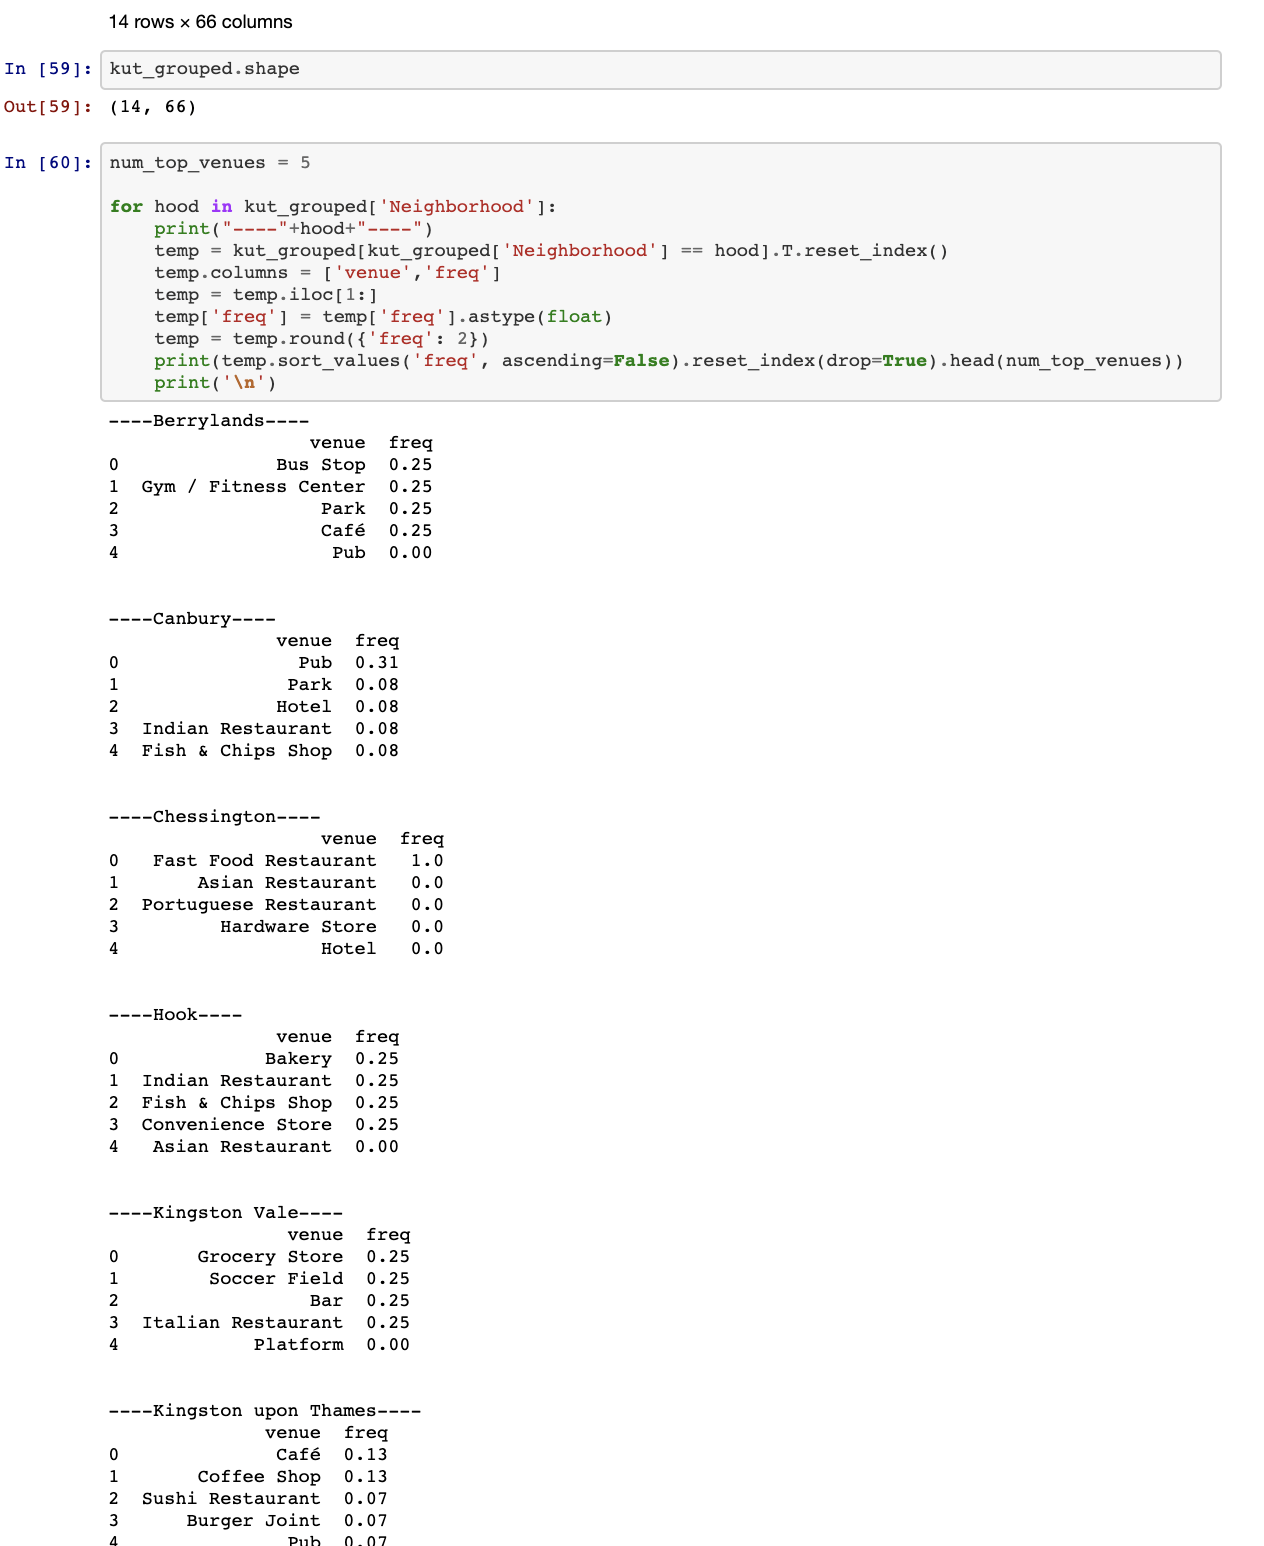 14 rows × 66 columns
In [59]: kut_grouped.shape
Out[59]: (14, 66)
In [60]: num_top_venues = 5

for hood in kut_grouped['Neighborhood']:
    print("----"+hood+"----")
    temp = kut_grouped[kut_grouped['Neighborhood'] == hood].T.reset_index()
    temp.columns = ['venue','freq']
    temp = temp.iloc[1:]
    temp['freq'] = temp['freq'].astype(float)
    temp = temp.round({'freq': 2})
    print(temp.sort_values('freq', ascending=False).reset_index(drop=True).head(num_top_venues))
    print('\n')
----Berrylands----
                  venue  freq
0              Bus Stop  0.25
1  Gym / Fitness Center  0.25
2                  Park  0.25
3                  Café  0.25
4                   Pub  0.00

----Canbury----
               venue  freq
0                Pub  0.31
1               Park  0.08
2              Hotel  0.08
3  Indian Restaurant  0.08
4  Fish & Chips Shop  0.08

----Chessington----
                   venue  freq
0   Fast Food Restaurant   1.0
1       Asian Restaurant   0.0
2  Portuguese Restaurant   0.0
3         Hardware Store   0.0
4                  Hotel   0.0

----Hook----
               venue  freq
0             Bakery  0.25
1  Indian Restaurant  0.25
2  Fish & Chips Shop  0.25
3  Convenience Store  0.25
4   Asian Restaurant  0.00

----Kingston Vale----
                venue  freq
0       Grocery Store  0.25
1        Soccer Field  0.25
2                 Bar  0.25
3  Italian Restaurant  0.25
4            Platform  0.00

----Kingston upon Thames----
              venue  freq
0              Café  0.13
1       Coffee Shop  0.13
2  Sushi Restaurant  0.07
3      Burger Joint  0.07
4               Pub  0.07